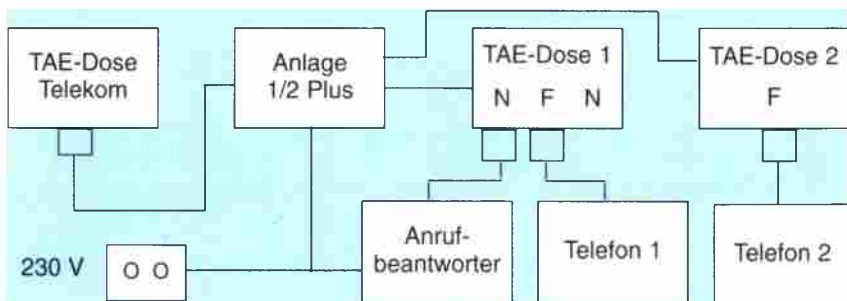 TAE-Dose
Telekom
Anlage
1/2 Plus
TAE-Dose 1
N F N
TAE-Dose 2
F
230 V
O O
Anruf-
beantworter
Telefon 1
Telefon 2